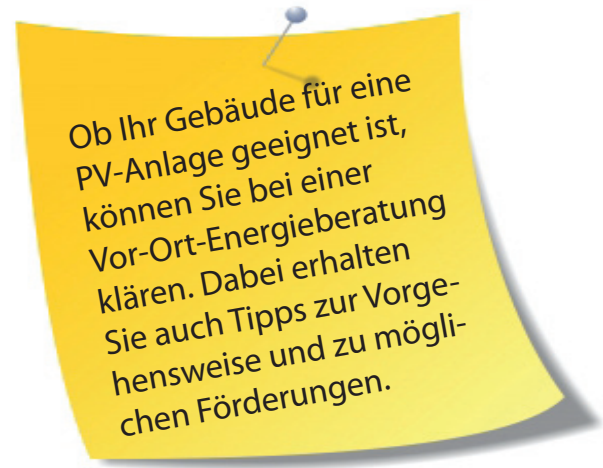 Ob Ihr Gebäude für eine
PV-Anlage geeignet ist,
können Sie bei einer
Vor-Ort-Energieberatung
klären. Dabei erhalten
Sie auch Tipps zur Vorge-
hensweise und zu mögli-
chen Förderungen.